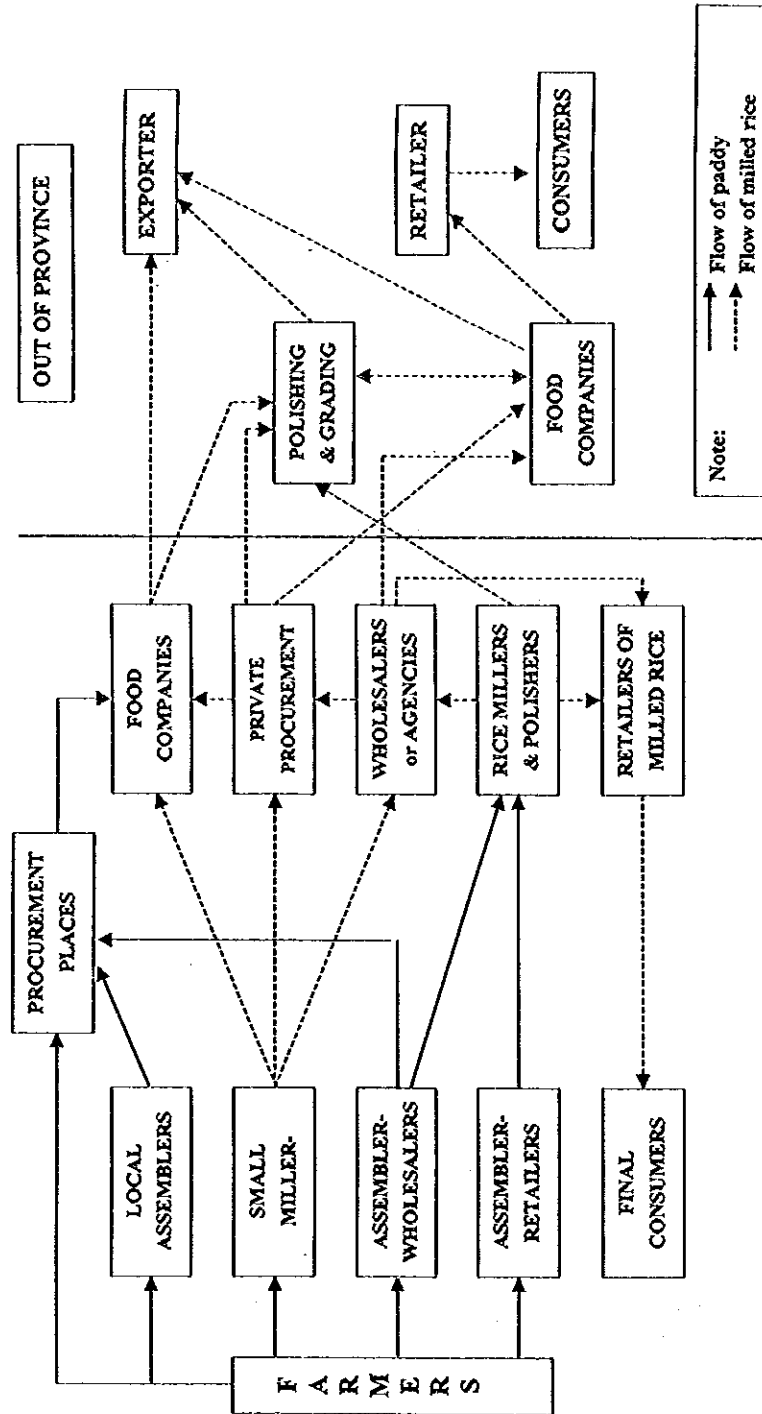 OUT OF PROVINCE
PROCUREMENT
PLACES
LOCAL
ASSEMBLERS
FOOD
COMPANIES
EXPORTER
SMALL
MILLER-
PRIVATE
PROCUREMENT
POLISHING
& GRADING
F
A
R
M
E
R
S
ASSEMBLER-
WHOLESALERS
WHOLESALERS
or AGENCIES
RETAILER
ASSEMBLER-
RETAILERS
RICE MILLERS
& POLISHERS
FOOD
COMPANIES
CONSUMERS
FINAL
CONSUMERS
RETAILERS OF
MILLED RICE
Note:
Flow of paddy
Flow of milled rice